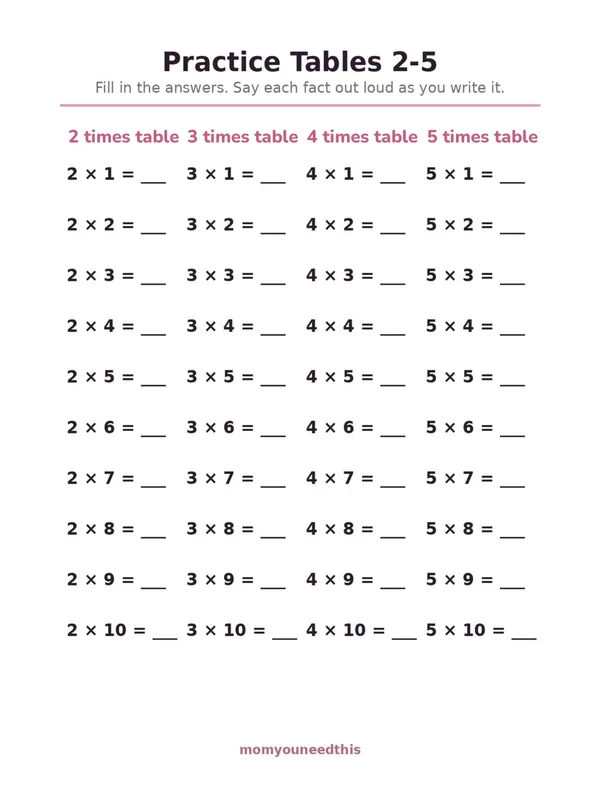 Practice Tables 2-5
Fill in the answers. Say each fact out loud as you write it.
2 times table 3 times table 4 times table 5 times table
2 × 1 = ___ 3 × 1 = ___ 4 × 1 = ___ 5 × 1 = ___
2 × 2 = ___ 3 × 2 = ___ 4 × 2 = ___ 5 × 2 = ___
2 × 3 = ___ 3 × 3 = ___ 4 × 3 = ___ 5 × 3 = ___
2 × 4 = ___ 3 × 4 = ___ 4 × 4 = ___ 5 × 4 = ___
2 × 5 = ___ 3 × 5 = ___ 4 × 5 = ___ 5 × 5 = ___
2 × 6 = ___ 3 × 6 = ___ 4 × 6 = ___ 5 × 6 = ___
2 × 7 = ___ 3 × 7 = ___ 4 × 7 = ___ 5 × 7 = ___
2 × 8 = ___ 3 × 8 = ___ 4 × 8 = ___ 5 × 8 = ___
2 × 9 = ___ 3 × 9 = ___ 4 × 9 = ___ 5 × 9 = ___
2 × 10 = ___ 3 × 10 = ___ 4 × 10 = ___ 5 × 10 = ___
momyouneedthis